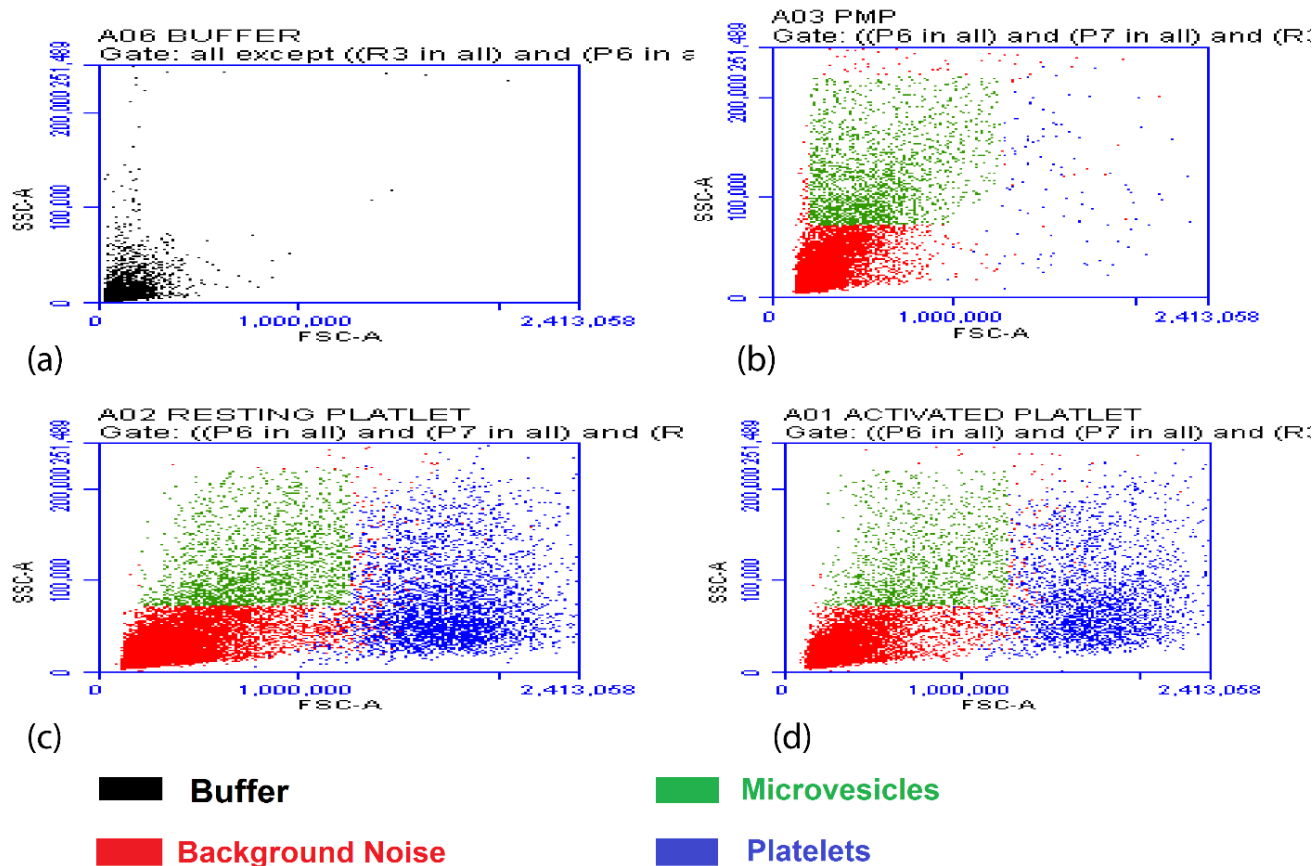 A06 BUFFER
Gate: all except ((R3 in all) and (P6 in a
SSC-A
0
100,000
200,000
251,489
0
1,000,000
2,413,058
FSC-A
(a)
A03 PMP
Gate: ((P6 in all) and (P7 in all) and (R3
SSC-A
0
100,000
200,000
251,489
0
1,000,000
2,413,058
FSC-A
(b)
A02 RESTING PLATLET
Gate: ((P6 in all) and (P7 in all) and (R
SSC-A
0
100,000
200,000
251,489
0
1,000,000
2,413,058
FSC-A
(c)
A01 ACTIVATED PLATLET
Gate: ((P6 in all) and (P7 in all) and (R3
SSC-A
0
100,000
200,000
251,489
0
1,000,000
2,413,058
FSC-A
(d)
Buffer
Microvesicles
Background Noise
Platelets